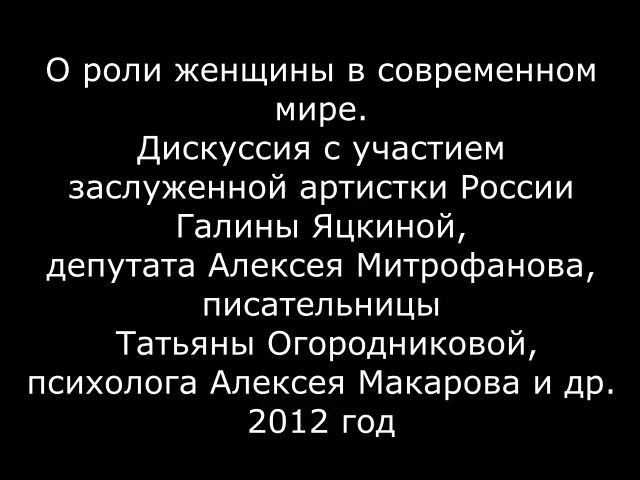 О роли женщины в современном
мире.
Дискуссия с участием
заслуженной артистки России
Галины Яцкиной,
депутата Алексея Митрофанова,
писательницы
Татьяны Огородниковой,
психолога Алексея Макарова и др.
2012 год